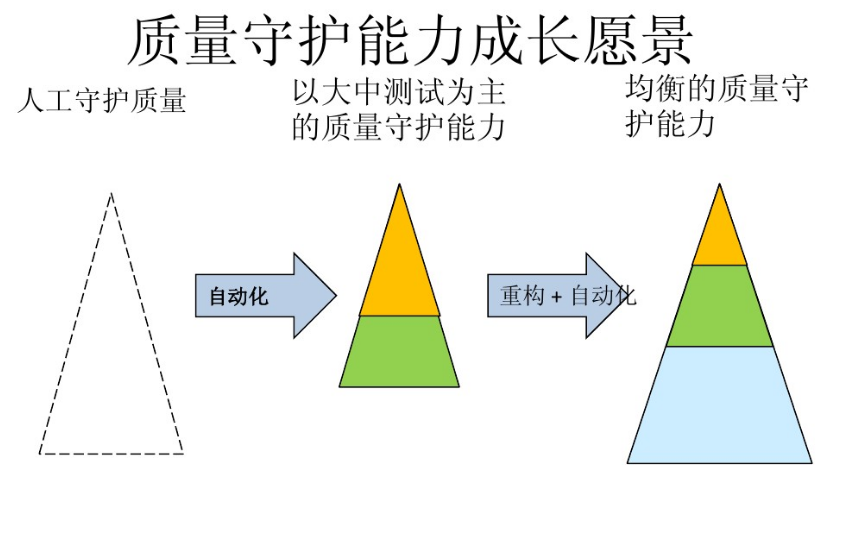 质量守护能力成长愿景
人工守护质量
以大中测试为主
的质量守护能力
均衡的质量守
护能力
自动化
重构 + 自动化